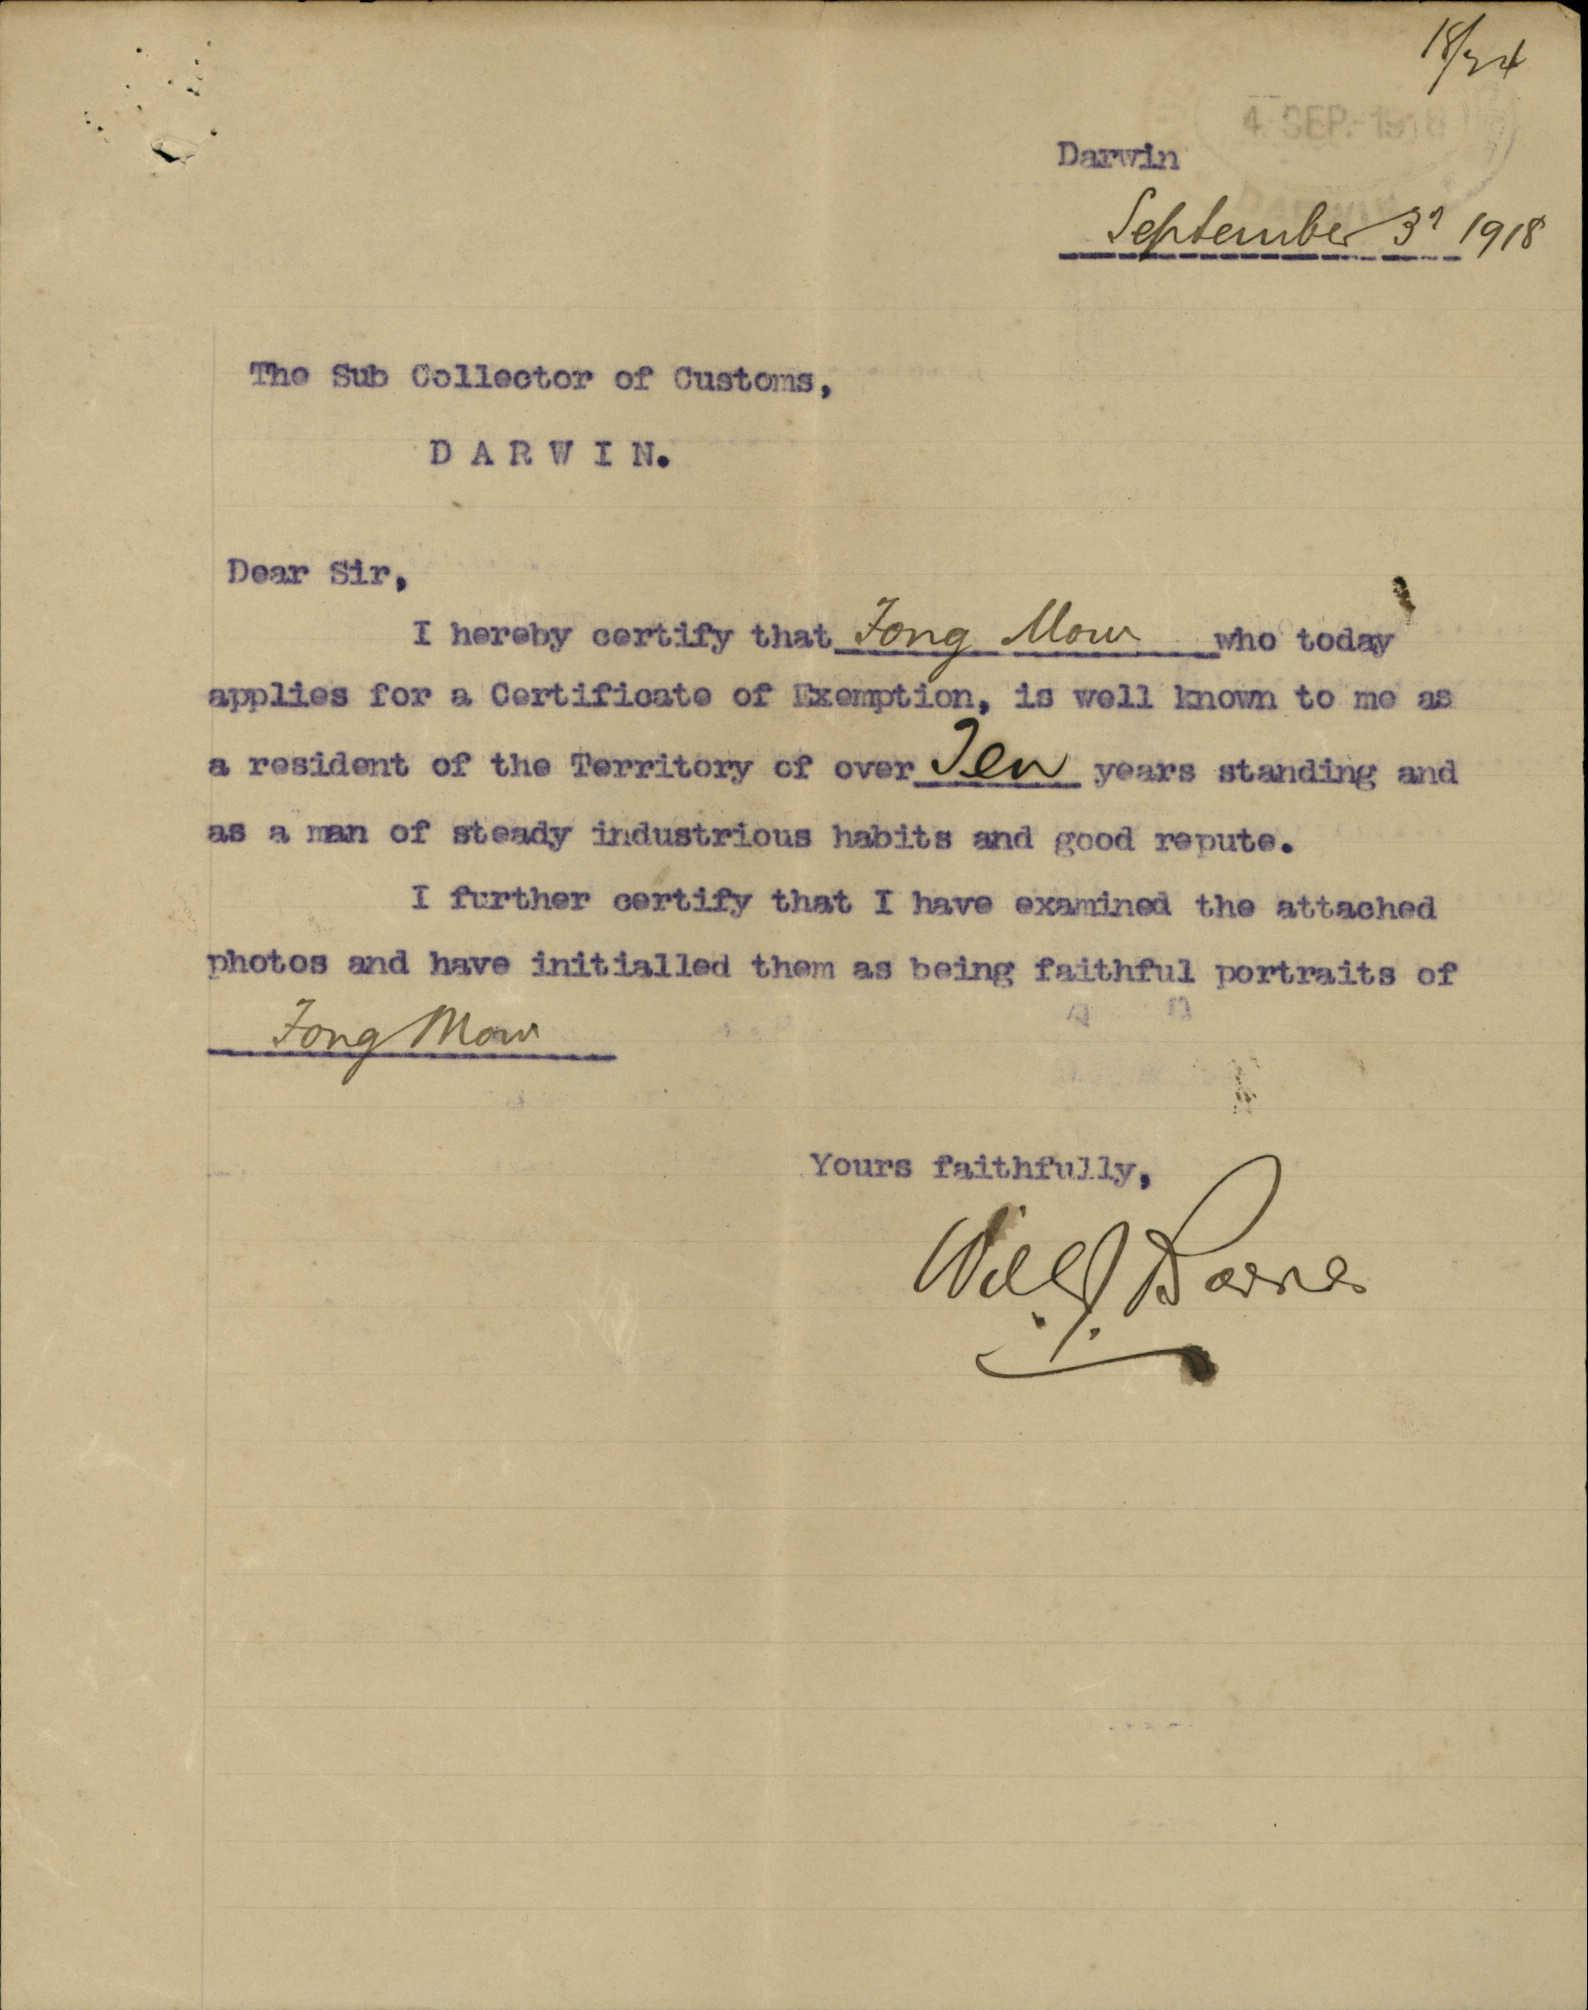 18/24
4 SEP. 1918
DARWIN
Darwin
September 3rd 1918
The Sub Collector of Customs,
D A R W I N.
Dear Sir,
I hereby certify that Fong Mow who today
applies for a Certificate of Exemption, is well known to me as
a resident of the Territory of over Ten years standing and
as a man of steady industrious habits and good repute.
I further certify that I have examined the attached
photos and have initialled them as being faithful portraits of
Fong Mow
Yours faithfully,
Will J. Barnes